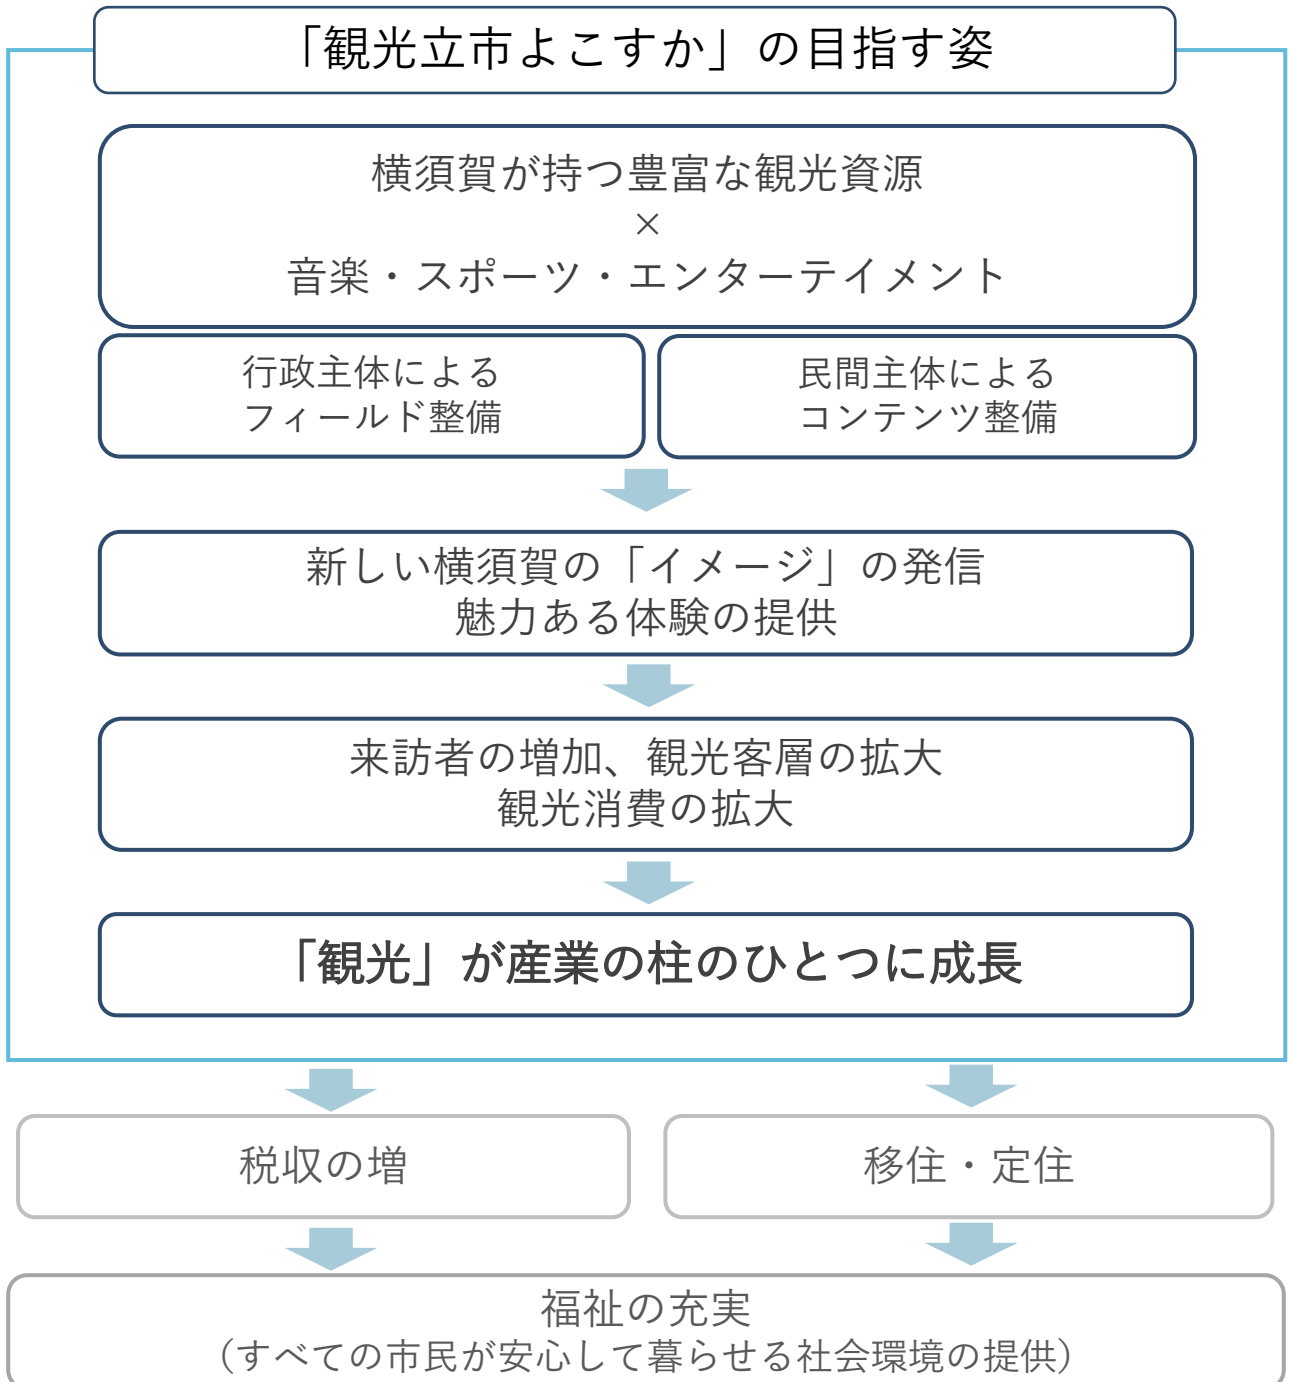 「観光立市よこすか」の目指す姿
横須賀が持つ豊富な観光資源
×
音楽・スポーツ・エンターテイメント
行政主体による
フィールド整備
民間主体による
コンテンツ整備
新しい横須賀の「イメージ」の発信
魅力ある体験の提供
来訪者の増加、観光客層の拡大
観光消費の拡大
「観光」が産業の柱のひとつに成長
税収の増
移住・定住
福祉の充実
（すべての市民が安心して暮らせる社会環境の提供）